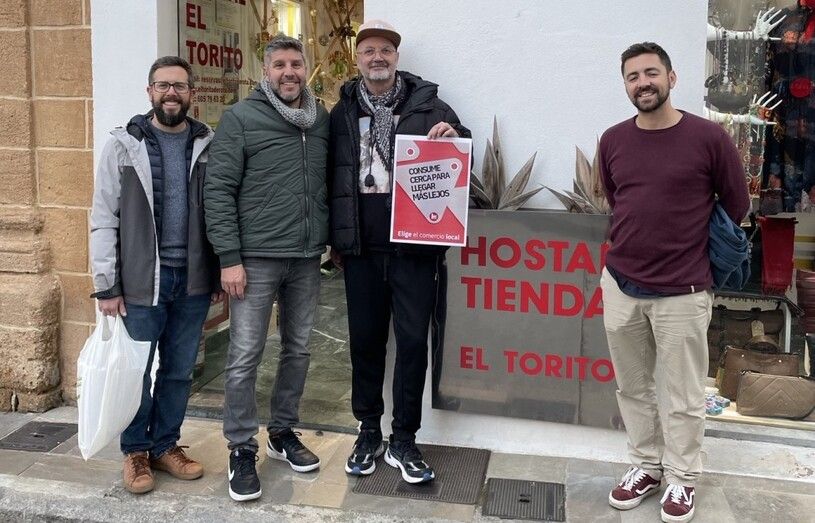 EL
TORITO
CONSUME
CERCA PARA
LLEGAR
MÁS LEJOS
Elige el comercio local
HOSTAL
TIENDA
EL TORITO